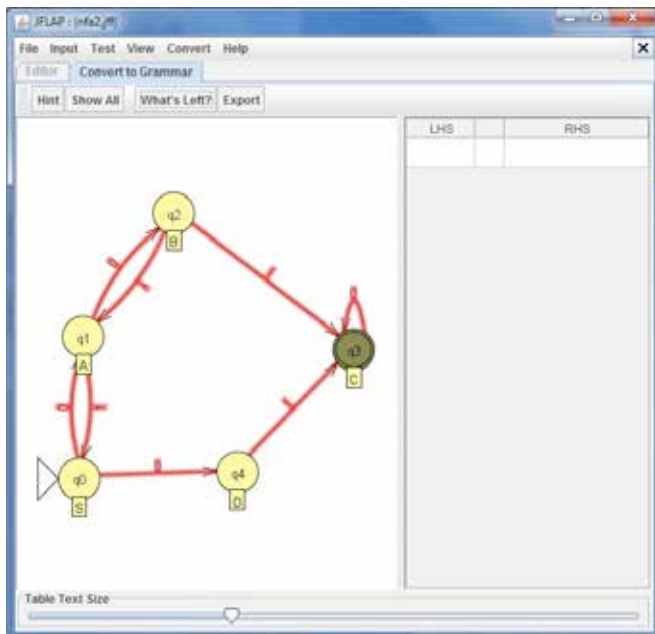 JFLAP : (nfa2.jff)
File Input Test View Convert Help
Editor Convert to Grammar
Hint Show All What's Left? Export
LHS RHS
q2
B
q1
A
q3
C
q0
S
q4
D
Table Text Size